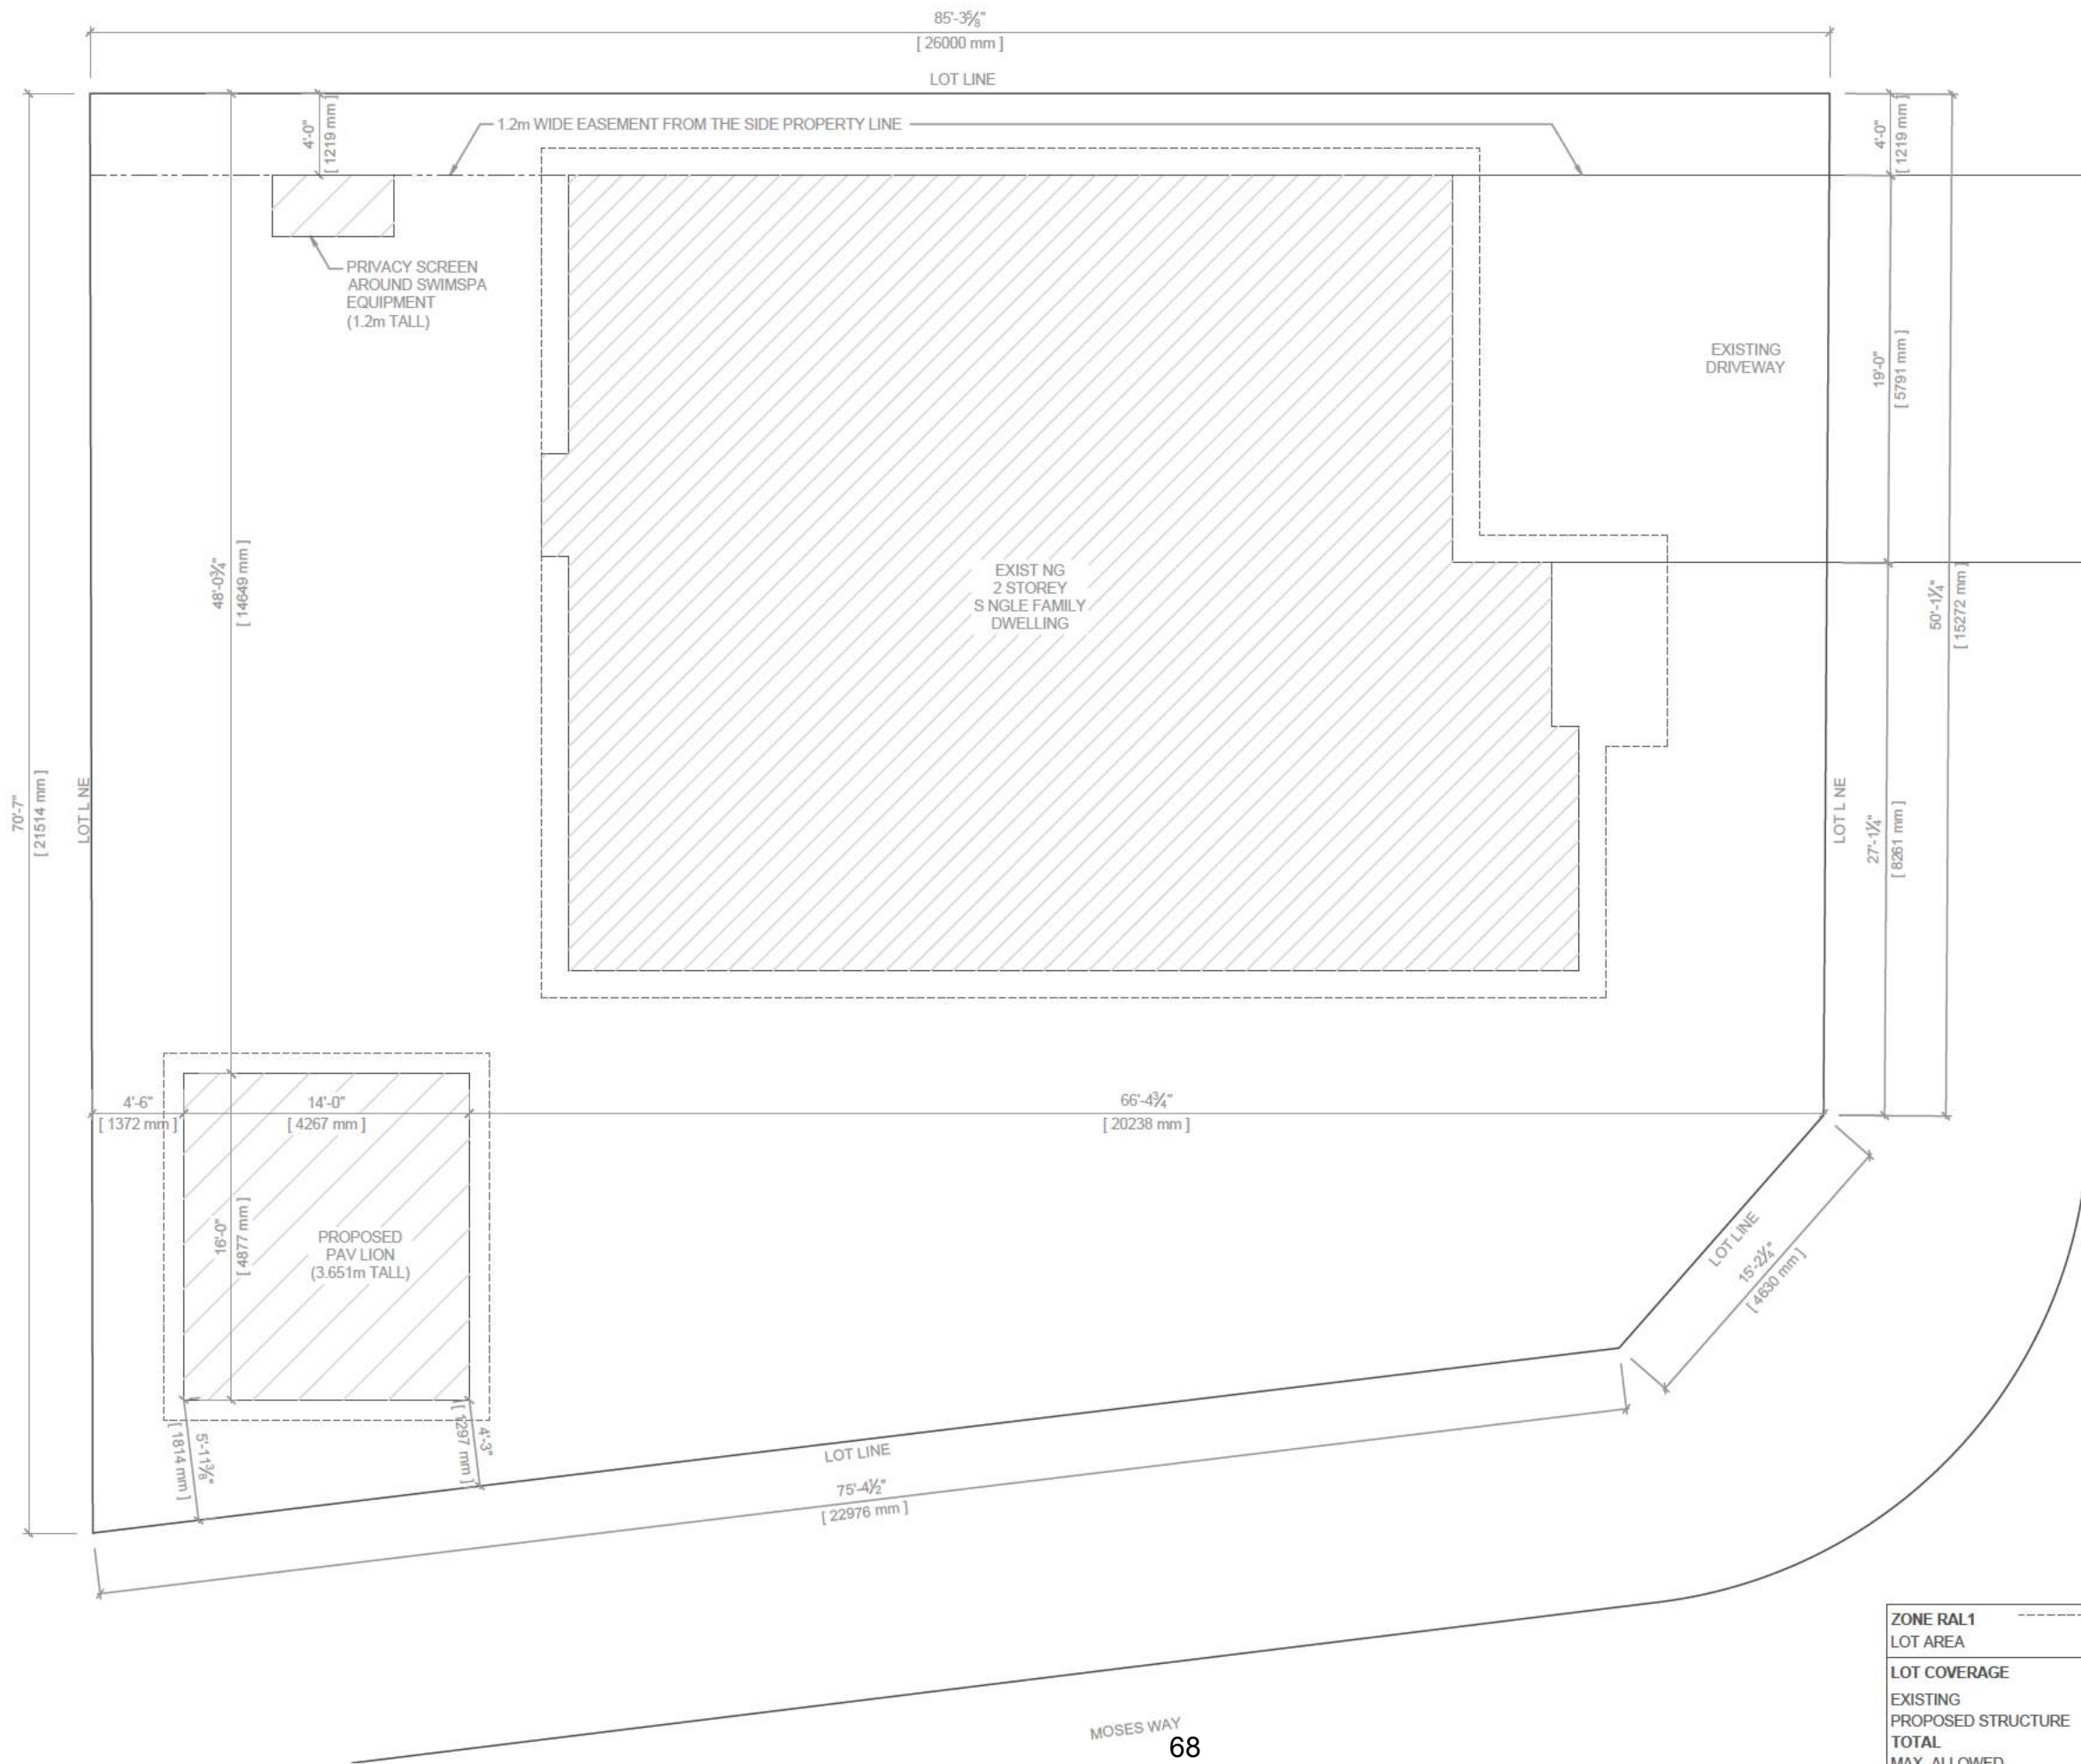 85'-3⅝"
[ 26000 mm ]
LOT LINE
4'-0"
[ 1219 mm ]
1.2m WIDE EASEMENT FROM THE SIDE PROPERTY LINE
4'-0"
[ 1219 mm ]
PRIVACY SCREEN
AROUND SWIMSPA
EQUIPMENT
(1.2m TALL)
EXISTING
DRIVEWAY
19'-0"
[ 5791 mm ]
48'-0¾"
[ 14649 mm ]
EXIST NG
2 STOREY
S NGLE FAMILY
DWELLING
50'-1¼"
[ 15272 mm ]
70'-7"
[ 21514 mm ]
LOT L NE
LOT L NE
27'-1¼"
[ 8261 mm ]
4'-6"
[ 1372 mm ]
14'-0"
[ 4267 mm ]
66'-4¾"
[ 20238 mm ]
16'-0"
[ 4877 mm ]
PROPOSED
PAV LION
(3.651m TALL)
LOT LINE
15'-2¼"
[ 4630 mm ]
5'-11⅜"
[ 1814 mm ]
4'-3"
[ 1297 mm ]
LOT LINE
75'-4½"
[ 22976 mm ]
MOSES WAY
68
ZONE RAL1
LOT AREA
LOT COVERAGE
EXISTING
PROPOSED STRUCTURE
TOTAL
MAX. ALLOWED